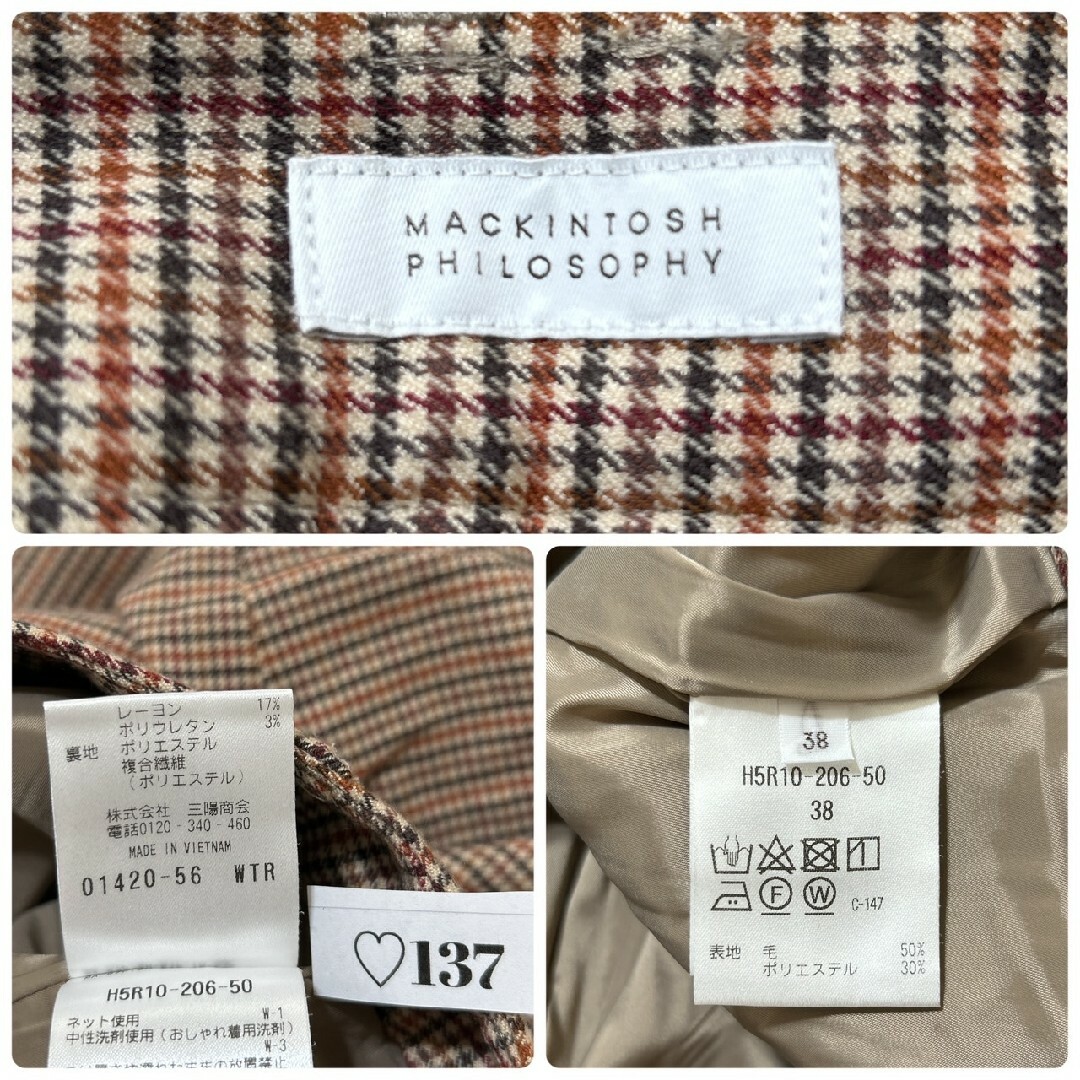 MACKINTOSH
PHILOSOPHY
レーヨン 17%
ポリウレタン 3%
裏地 ポリエステル
複合繊維
(ポリエステル)
株式会社 三陽商会
電話0120-340-460
MADE IN VIETNAM
01420-56 WTR
♡137
H5R10-206-50
ネット使用 W-1
中性洗剤使用(おしゃれ着用洗剤)
W-3
38
H5R10-206-50
38
F W C-147
表地 毛 50%
ポリエステル 30%